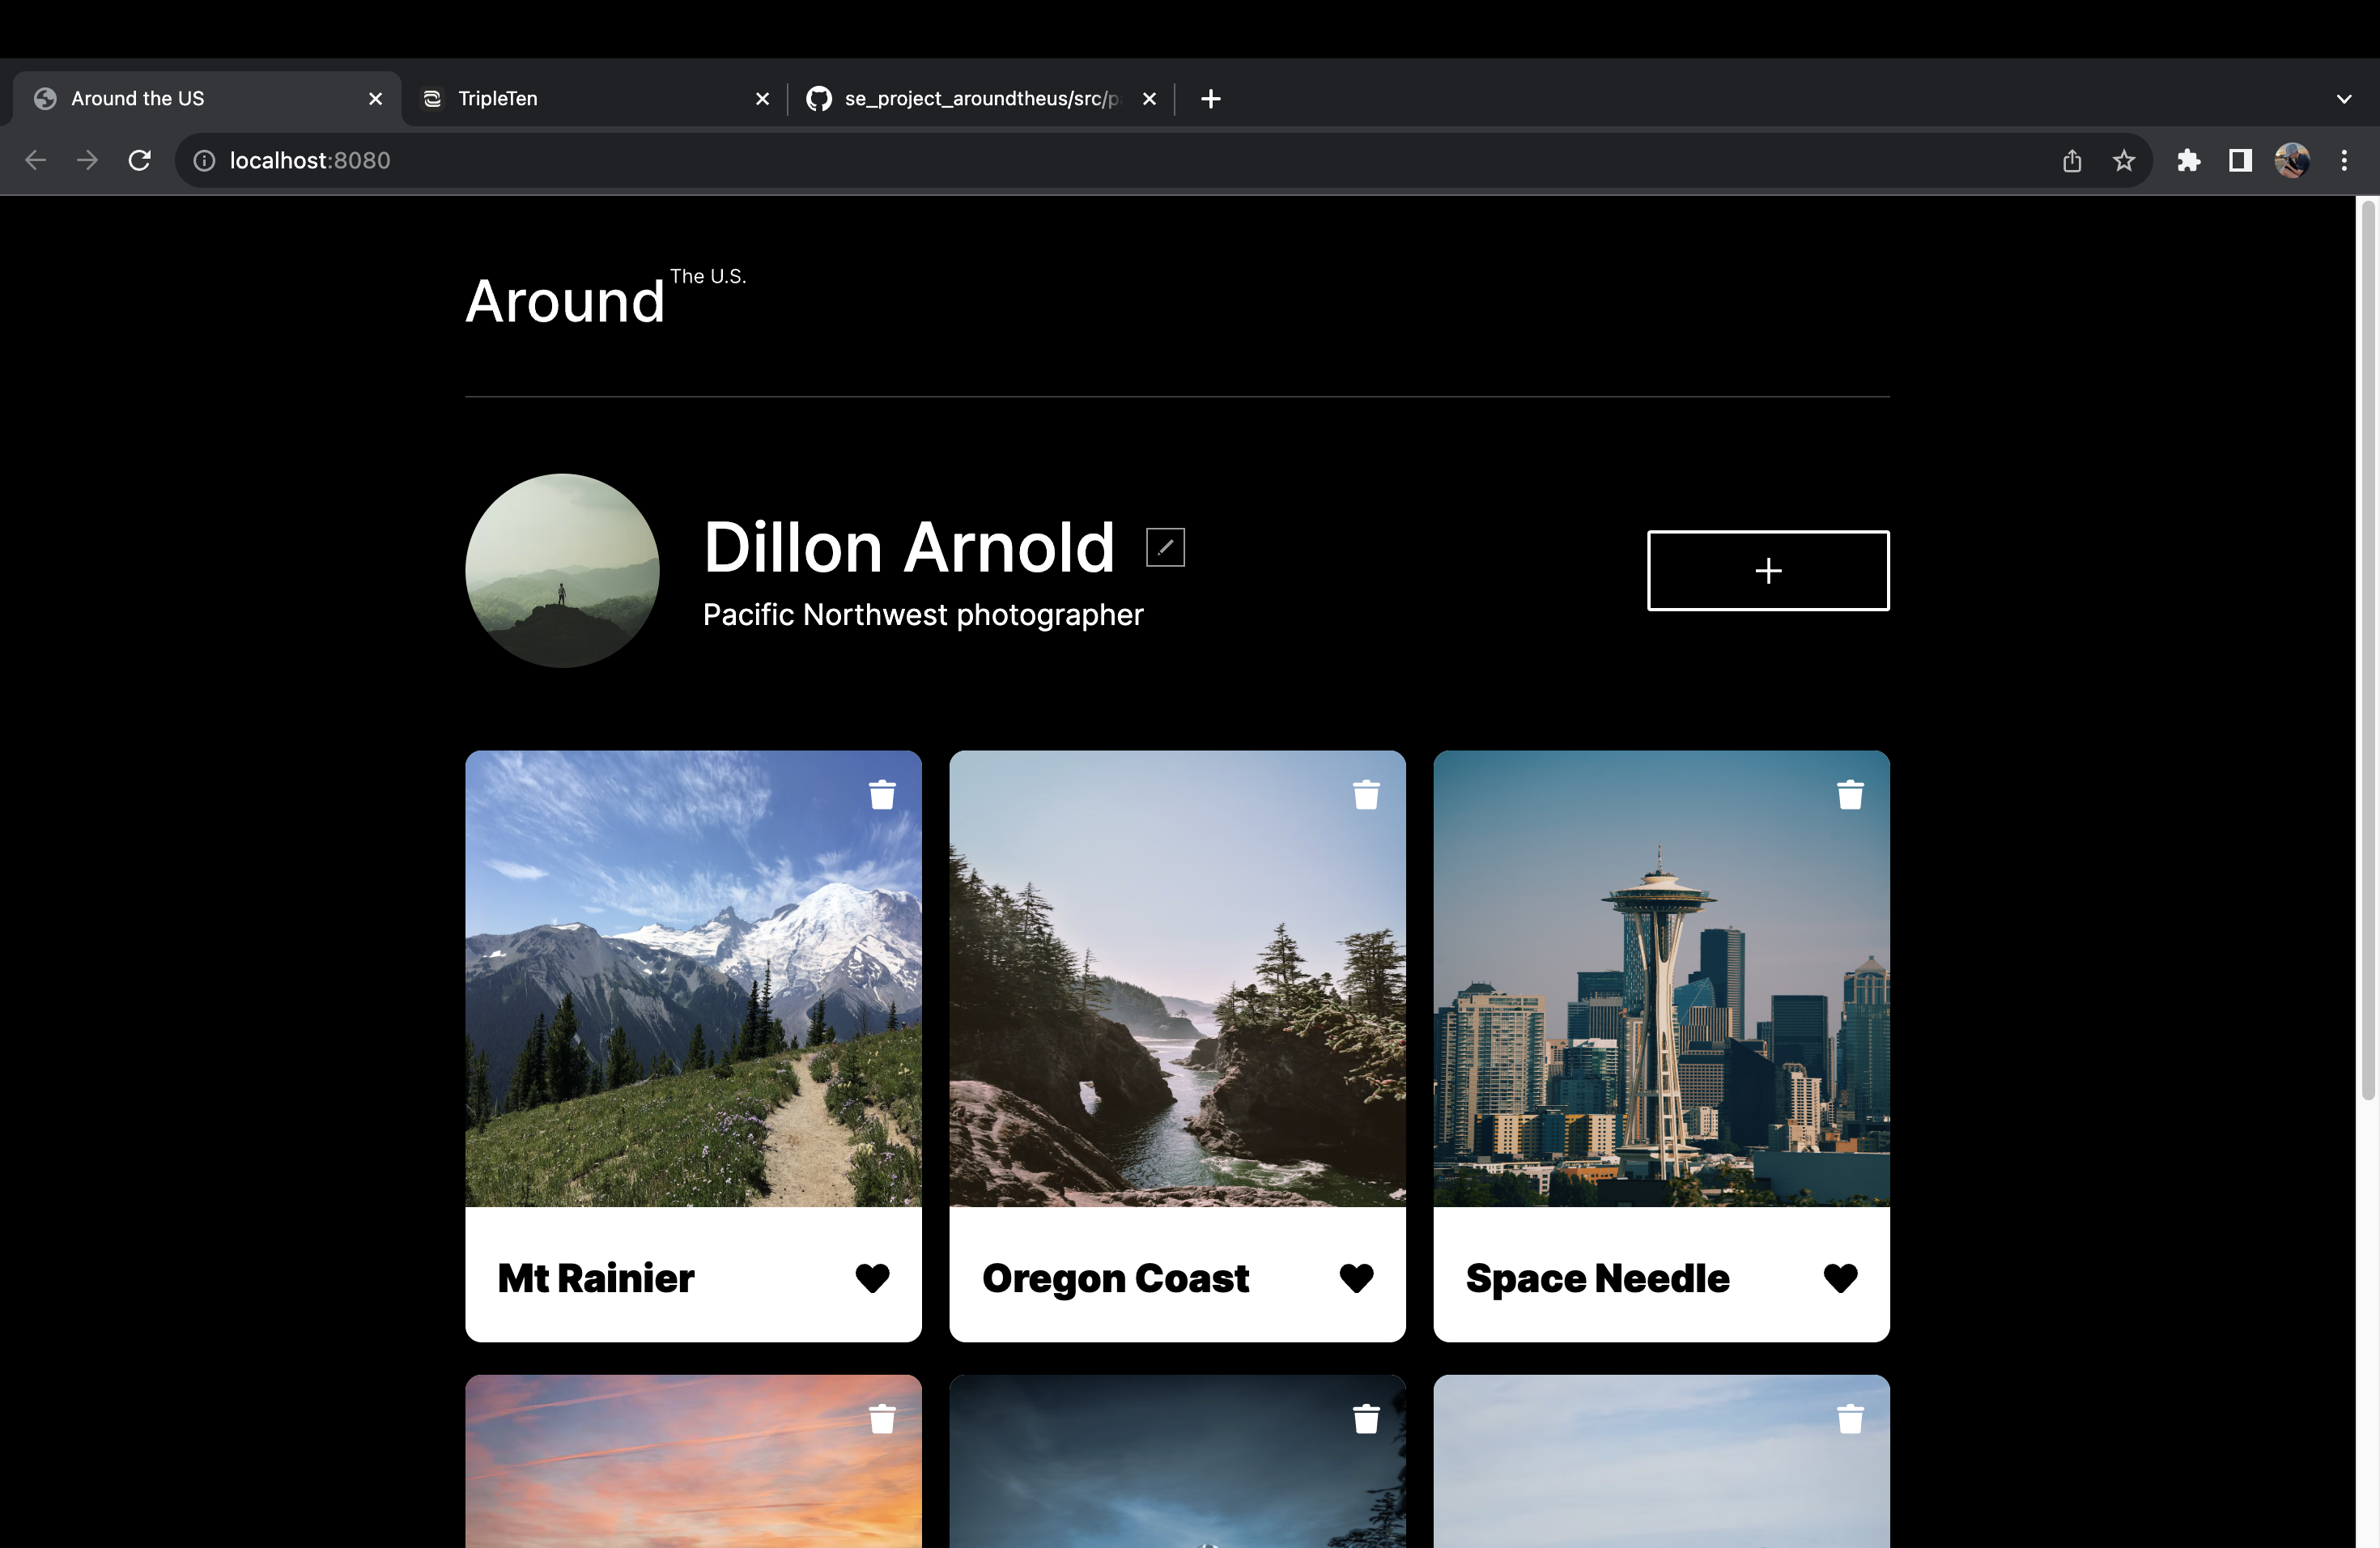 Around the US
TripleTen
se_project_aroundtheus/src/p
localhost:8080
Around The U.S.
Dillon Arnold
Pacific Northwest photographer
Mt Rainier
Oregon Coast
Space Needle